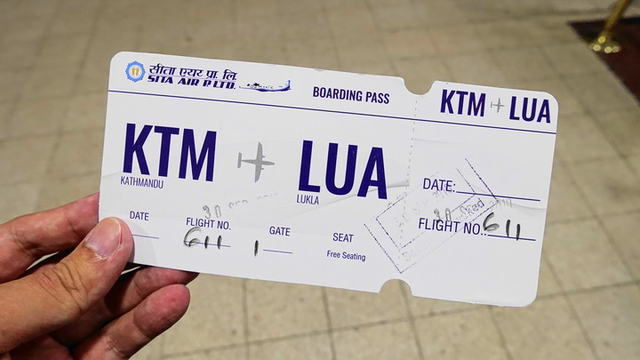 सीता एयर प्रा. लि.
SITA AIR P.LTD.
BOARDING PASS
KTM
LUA
KATHMANDU
LUKLA
DATE
FLIGHT NO.
611
GATE
1
SEAT
Free Seating
KTM LUA
DATE:
FLIGHT NO.: 611